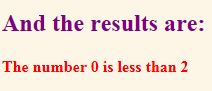 And the results are:
The number 0 is less than 2